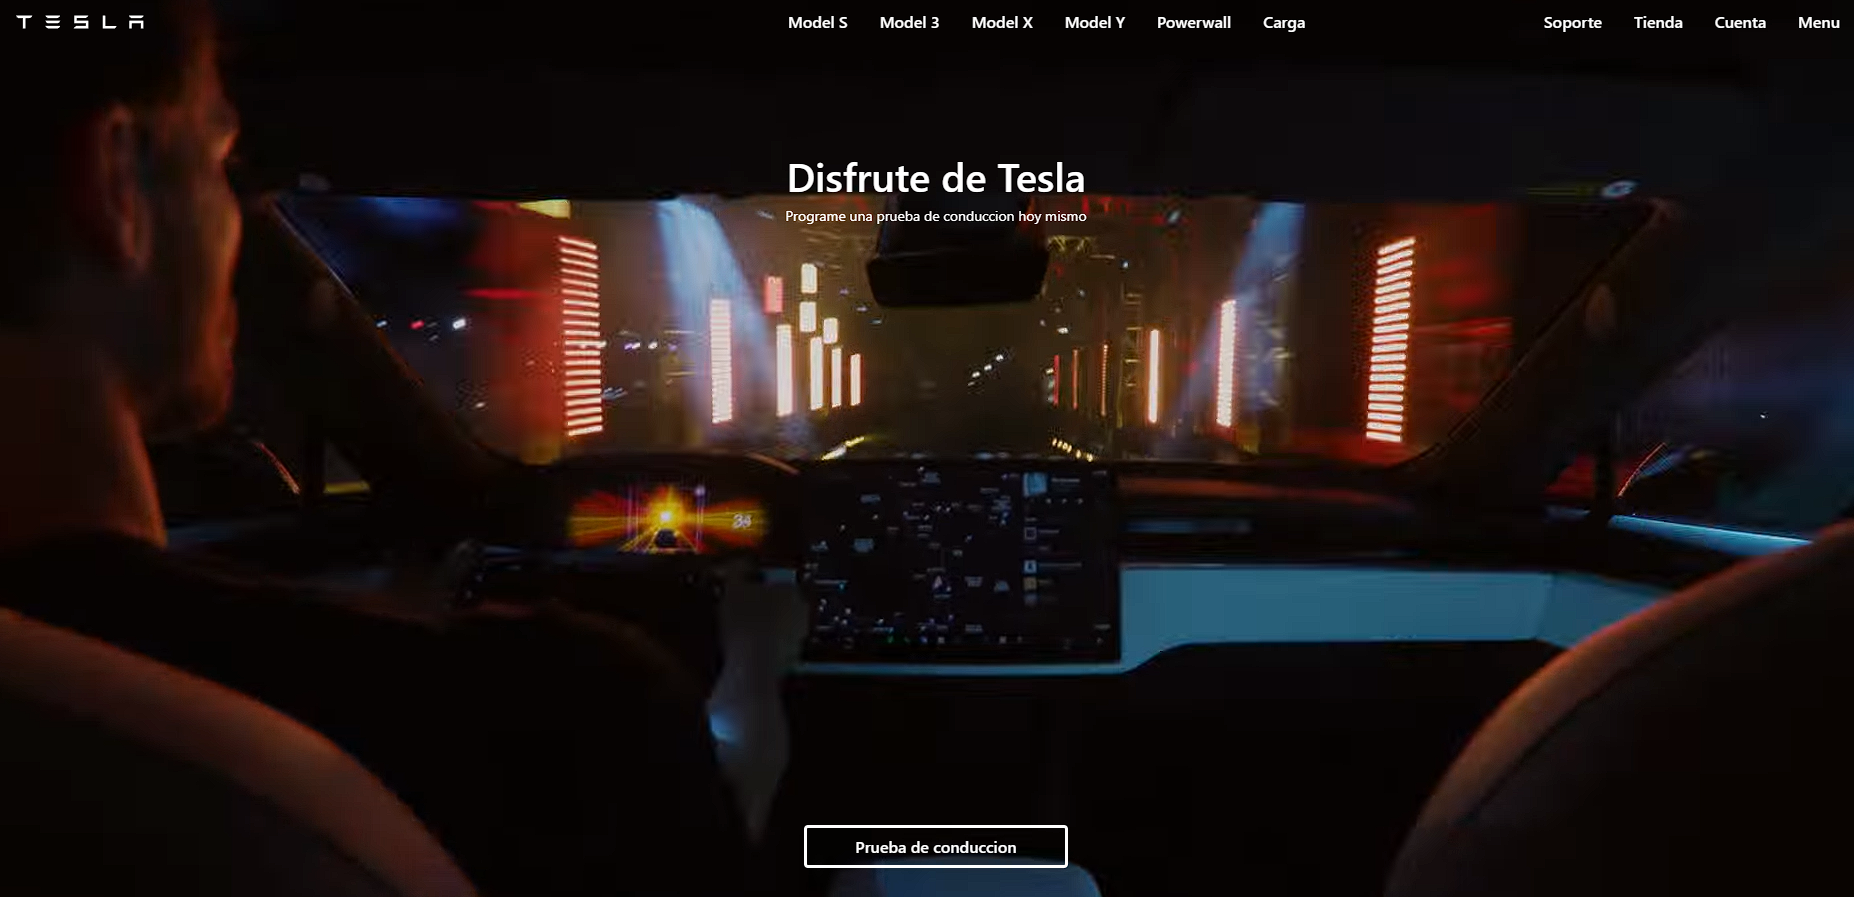 TESLA
Model S Model 3 Model X Model Y Powerwall Carga
Soporte Tienda Cuenta Menu
Disfrute de Tesla
Programe una prueba de conduccion hoy mismo
34
Prueba de conduccion